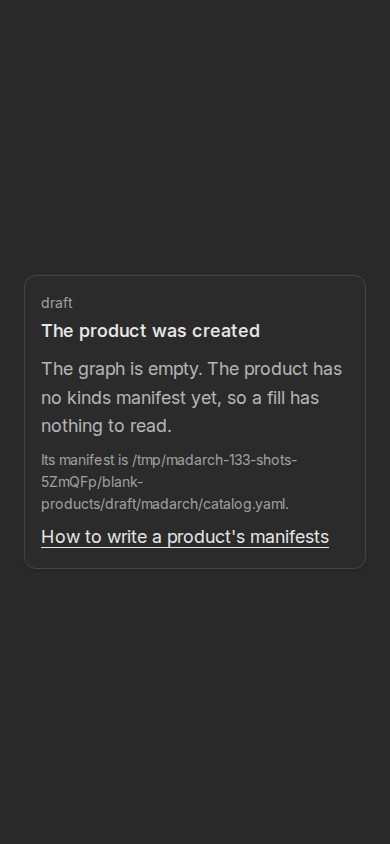 draft
The product was created
The graph is empty. The product has
no kinds manifest yet, so a fill has
nothing to read.
Its manifest is /tmp/madarch-133-shots-
5ZmQFp/blank-
products/draft/madarch/catalog.yaml.
How to write a product's manifests